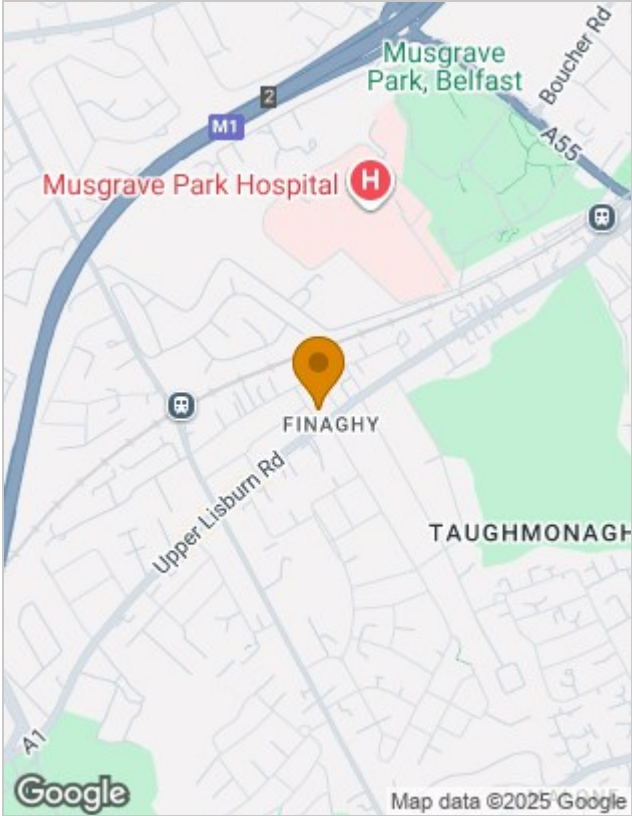 Musgrave
Park, Belfast
Boucher Rd
2
M1
A55
Musgrave Park Hospital
H
FINAGHY
Upper Lisburn Rd
TAUGHMONAGH
A1
MALONE
Google
Map data ©2025 Google